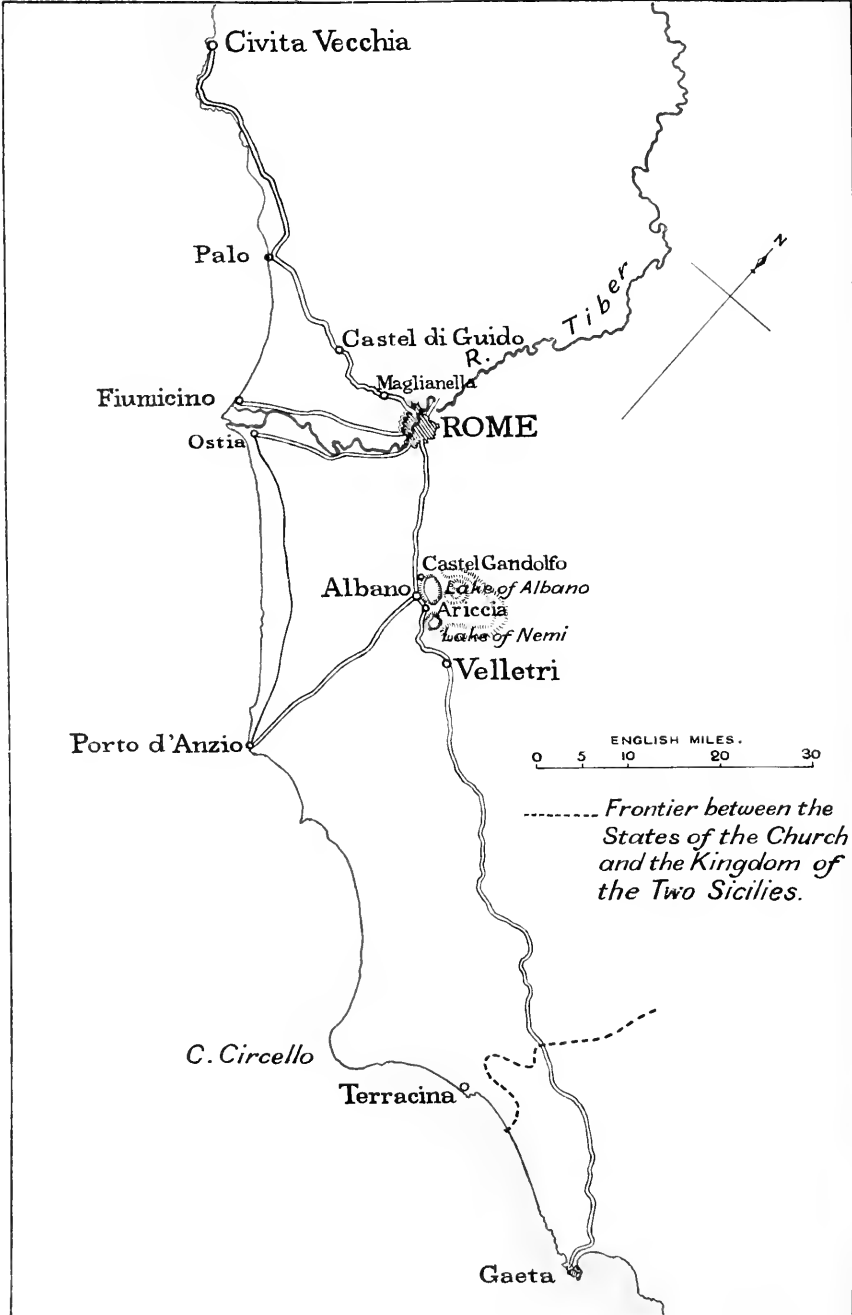 Civita Vecchia
Palo
Castel di Guido
R. Tiber
N
Maglianella
Fiumicino
ROME
Ostia
Castel Gandolfo
Albano
Lake of Albano
Ariccia
Lake of Nemi
Velletri
Porto d'Anzio
ENGLISH MILES.
0 5 10 20 30
Frontier between the
States of the Church
and the Kingdom of
the Two Sicilies.
C. Circello
Terracina
Gaeta